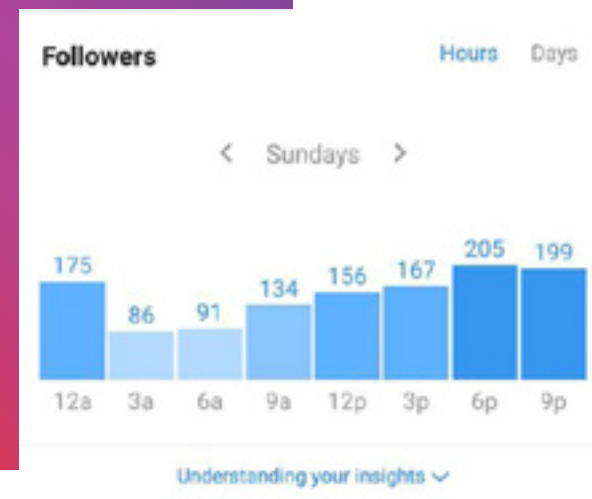 Followers Hours Days
Sundays
175 86 91 134 156 167 205 199
12a 3a 6a 9a 12p 3p 6p 9p
Understanding your insights